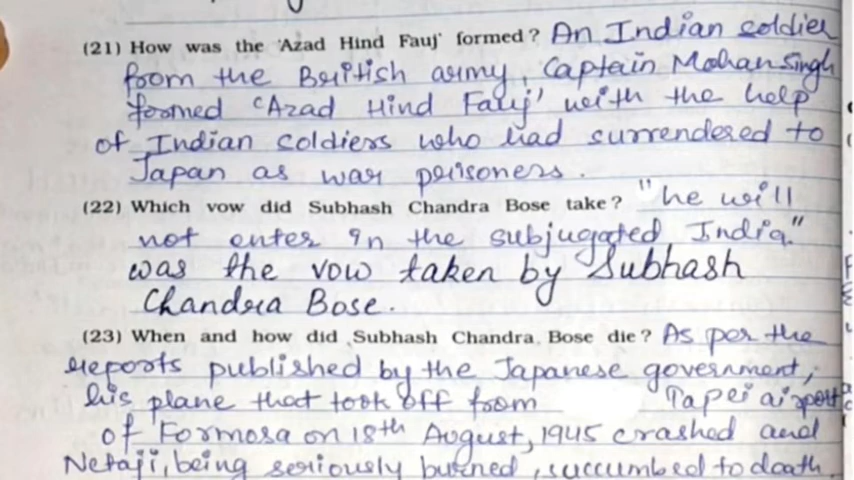 (21) How was the 'Azad Hind Fauj' formed? An Indian soldier
from the British army, Captain Mohan Singh
formed 'Azad Hind Fauj' with the help
of Indian soldiers who had surrendered to
Japan as war prisoners.
(22) Which vow did Subhash Chandra Bose take? "he will
not enter in the subjugated India"
was the vow taken by Subhash
Chandra Bose.
(23) When and how did Subhash Chandra Bose die? As per the
reports published by the Japanese government,
his plane that took off from Tapei airport
of Formosa on 18th August, 1945 crashed and
Netaji, being seriously burned, succumbed to death